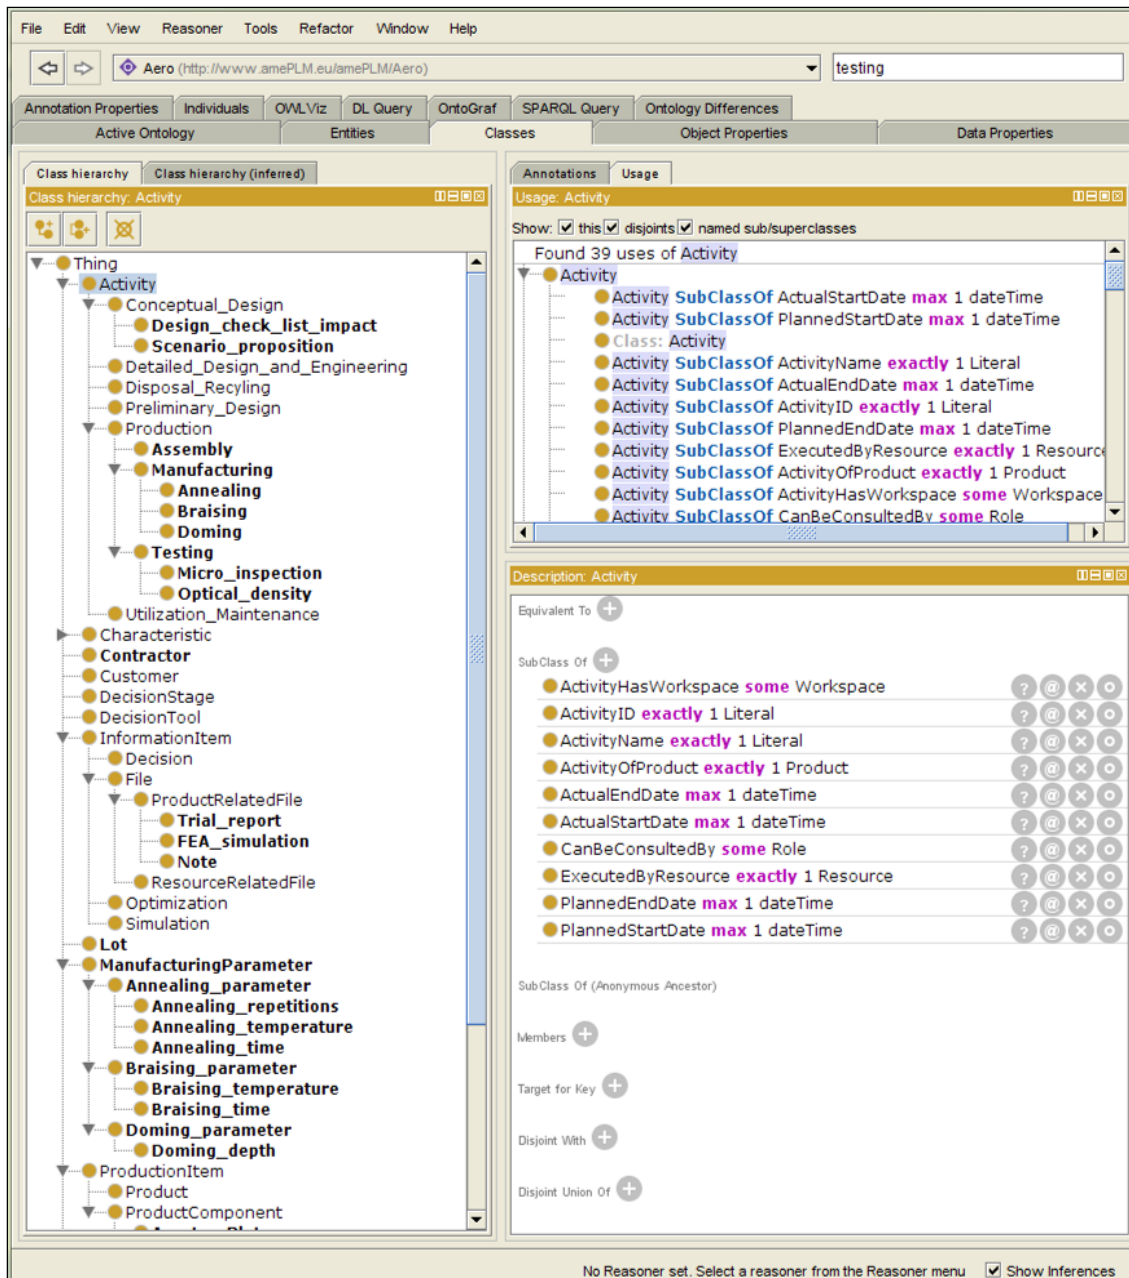 File Edit View Reasoner Tools Refactor Window Help
Aero (http://www.amePLM.eu/amePLM/Aero)
testing
Annotation Properties Individuals OWLViz DL Query OntoGraf SPARQL Query Ontology Differences
Active Ontology Entities Classes Object Properties Data Properties
Class hierarchy Class hierarchy (inferred)
Class hierarchy: Activity
Thing
Activity
Conceptual_Design
Design_check_list_impact
Scenario_proposition
Detailed_Design_and_Engineering
Disposal_Recyling
Preliminary_Design
Production
Assembly
Manufacturing
Annealing
Braising
Doming
Testing
Micro_inspection
Optical_density
Utilization_Maintenance
Characteristic
Contractor
Customer
DecisionStage
DecisionTool
InformationItem
Decision
File
ProductRelatedFile
Trial_report
FEA_simulation
Note
ResourceRelatedFile
Optimization
Simulation
Lot
ManufacturingParameter
Annealing_parameter
Annealing_repetitions
Annealing_temperature
Annealing_time
Braising_parameter
Braising_temperature
Braising_time
Doming_parameter
Doming_depth
ProductionItem
Product
ProductComponent
Annotations Usage
Usage: Activity
Show: this disjoints named sub/superclasses
Found 39 uses of Activity
Activity
Activity SubClassOf ActualStartDate max 1 dateTime
Activity SubClassOf PlannedStartDate max 1 dateTime
Class: Activity
Activity SubClassOf ActivityName exactly 1 Literal
Activity SubClassOf ActualEndDate max 1 dateTime
Activity SubClassOf ActivityID exactly 1 Literal
Activity SubClassOf PlannedEndDate max 1 dateTime
Activity SubClassOf ExecutedByResource exactly 1 Resource
Activity SubClassOf ActivityOfProduct exactly 1 Product
Activity SubClassOf ActivityHasWorkspace some Workspace
Activity SubClassOf CanBeConsultedBy some Role
Description: Activity
Equivalent To
SubClass Of
ActivityHasWorkspace some Workspace
ActivityID exactly 1 Literal
ActivityName exactly 1 Literal
ActivityOfProduct exactly 1 Product
ActualEndDate max 1 dateTime
ActualStartDate max 1 dateTime
CanBeConsultedBy some Role
ExecutedByResource exactly 1 Resource
PlannedEndDate max 1 dateTime
PlannedStartDate max 1 dateTime
SubClass Of (Anonymous Ancestor)
Members
Target for Key
Disjoint With
Disjoint Union Of
No Reasoner set. Select a reasoner from the Reasoner menu Show Inferences